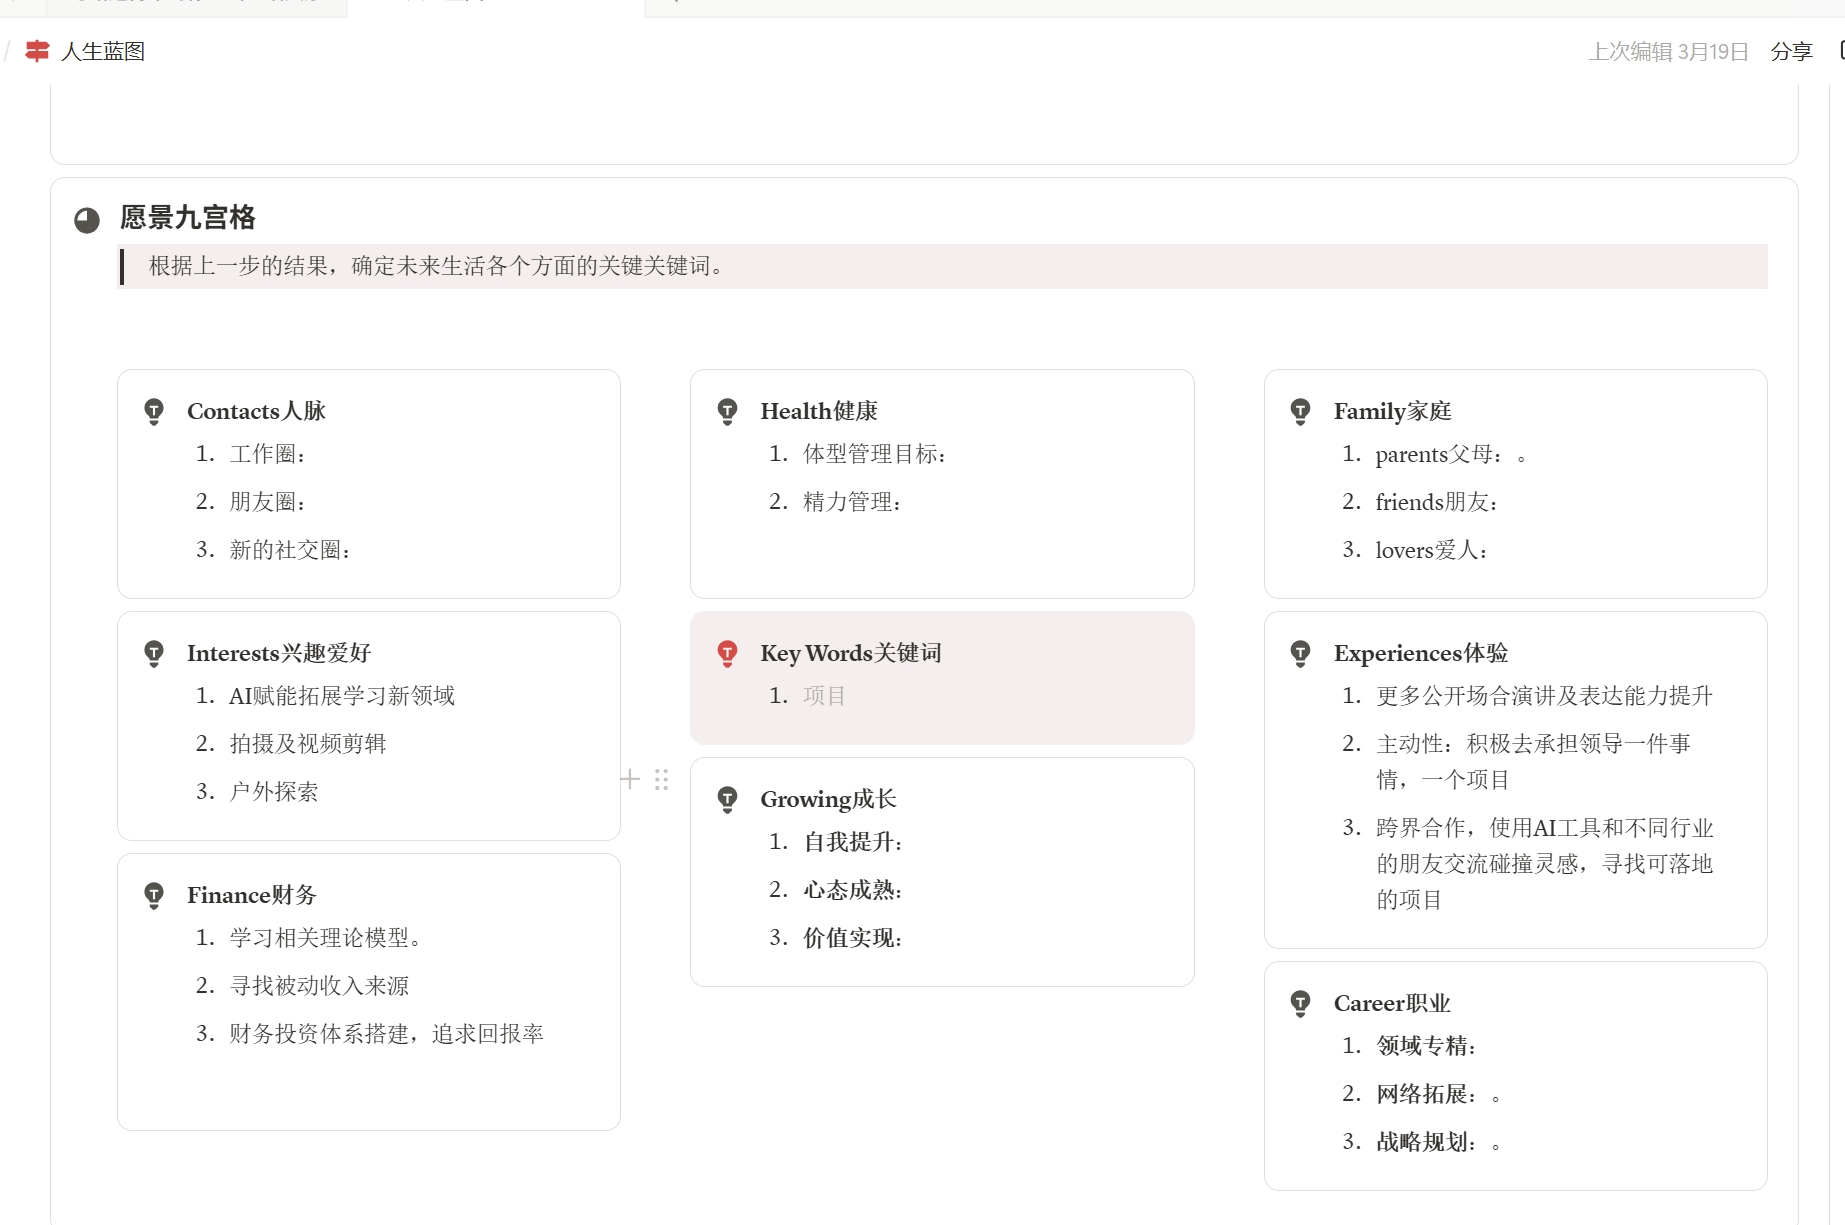 / 人生蓝图
上次编辑 3月19日 分享
愿景九宫格
根据上一步的结果，确定未来生活各个方面的关键关键词。
Contacts人脉
1. 工作圈：
2. 朋友圈：
3. 新的社交圈：
Interests兴趣爱好
1. AI赋能拓展学习新领域
2. 拍摄及视频剪辑
3. 户外探索
Finance财务
1. 学习相关理论模型。
2. 寻找被动收入来源
3. 财务投资体系搭建，追求回报率
Health健康
1. 体型管理目标：
2. 精力管理：
Key Words关键词
1. 项目
Growing成长
1. 自我提升：
2. 心态成熟：
3. 价值实现：
Family家庭
1. parents父母：。
2. friends朋友：
3. lovers爱人：
Experiences体验
1. 更多公开场合演讲及表达能力提升
2. 主动性：积极去承担领导一件事
情，一个项目
3. 跨界合作，使用AI工具和不同行业
的朋友交流碰撞灵感，寻找可落地
的项目
Career职业
1. 领域专精：
2. 网络拓展：。
3. 战略规划：。